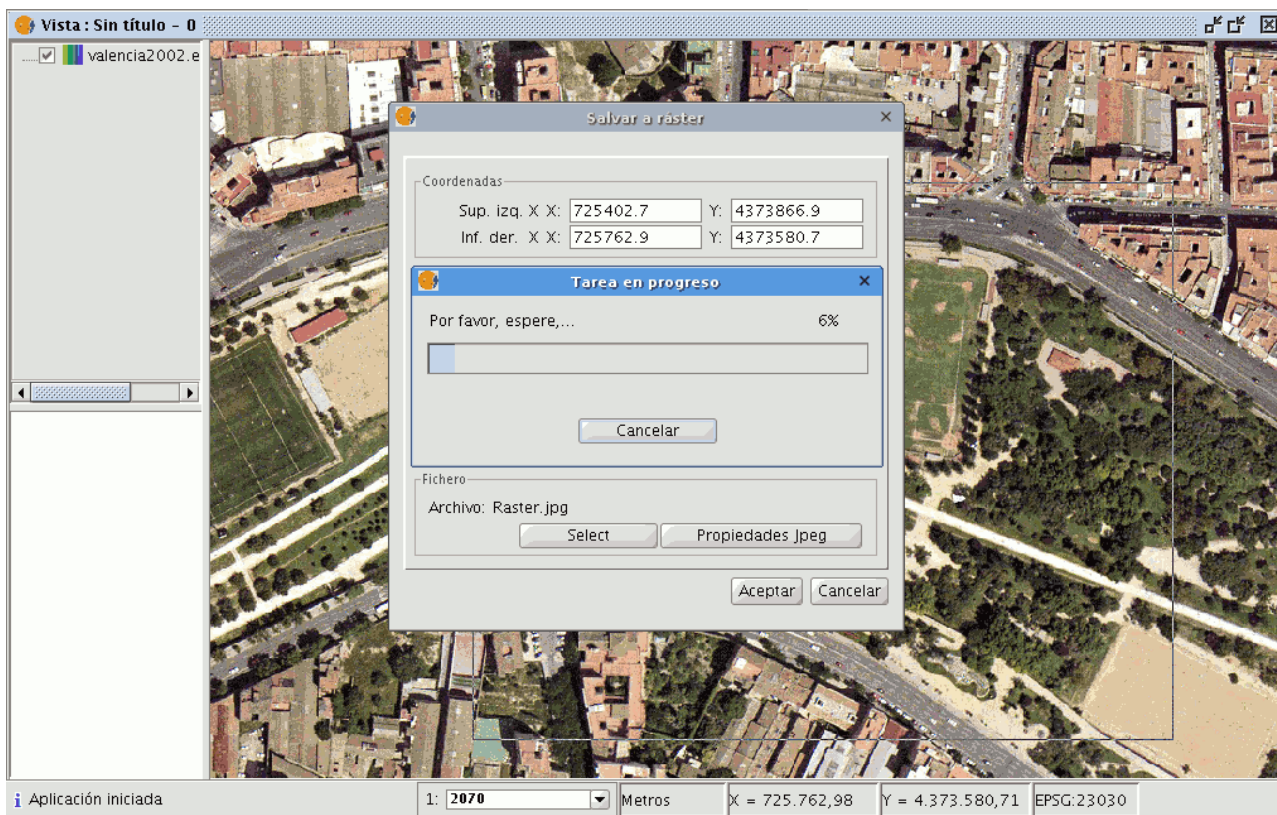 Vista : Sin título - 0
valencia2002.e
Salvar a ráster
Coordenadas
Sup. izq. X X: 725402.7 Y: 4373866.9
Inf. der. X X: 725762.9 Y: 4373580.7
Tarea en progreso
Por favor, espere,... 6%
Cancelar
Fichero
Archivo: Raster.jpg
Select Propiedades Jpeg
Aceptar Cancelar
Aplicación iniciada 1: 2070 Metros X = 725.762,98 Y = 4.373.580,71 EPSG:23030